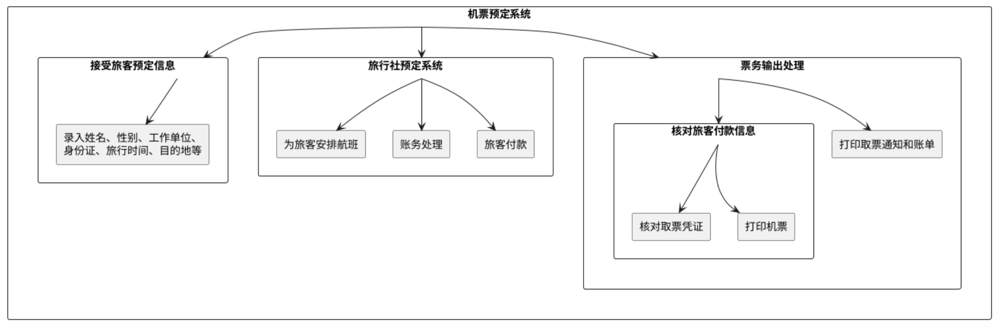 机票预定系统
接受旅客预定信息
录入姓名、性别、工作单位、
身份证、旅行时间、目的地等
旅行社预定系统
为旅客安排航班
账务处理
旅客付款
票务输出处理
核对旅客付款信息
核对取票凭证
打印机票
打印取票通知和账单